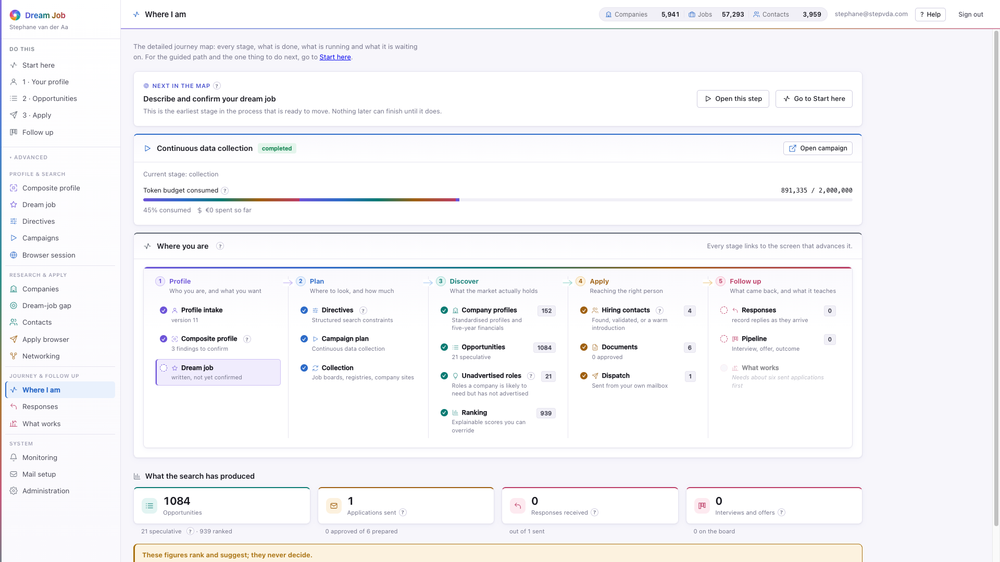 Dream Job
Stephane van der Aa
DO THIS
Start here
1 · Your profile
2 · Opportunities
3 · Apply
Follow up
ADVANCED
PROFILE & SEARCH
Composite profile
Dream job
Directives
Campaigns
Browser session
RESEARCH & APPLY
Companies
Dream-job gap
Contacts
Apply browser
Networking
JOURNEY & FOLLOW UP
Where I am
Responses
What works
SYSTEM
Monitoring
Mail setup
Administration
Where I am
Companies 5,941 Jobs 57,293 Contacts 3,959
stephane@stepvda.com
? Help
Sign out
The detailed journey map: every stage, what is done, what is running and what it is waiting
on. For the guided path and the one thing to do next, go to Start here.
NEXT IN THE MAP ?
Describe and confirm your dream job
This is the earliest stage in the process that is ready to move. Nothing later can finish until it does.
Open this step
Go to Start here
Continuous data collection completed
Open campaign
Current stage: collection
Token budget consumed ? 891,335 / 2,000,000
45% consumed $ €0 spent so far
Where you are ?
Every stage links to the screen that advances it.
1 Profile
Who you are, and what you want
Profile intake
version 11
Composite profile ?
3 findings to confirm
Dream job
written, not yet confirmed
2 Plan
Where to look, and how much
Directives ?
Structured search constraints
Campaign plan
Continuous data collection
Collection
Job boards, registries, company sites
3 Discover
What the market actually holds
Company profiles 152
Standardised profiles and
five-year financials
Opportunities 1084
21 speculative
Unadvertised roles ? 21
Roles a company is likely to
need but has not advertised
Ranking 939
Explainable scores you can
override
4 Apply
Reaching the right person
Hiring contacts ? 4
Found, validated, or a warm
introduction
Documents 6
0 approved
Dispatch 1
Sent from your own mailbox
5 Follow up
What came back, and what it teaches
Responses 0
record replies as they arrive
Pipeline 0
Interview, offer, outcome
What works
Needs about six sent applications
first
What the search has produced
1084
Opportunities
21 speculative ? · 939 ranked
1
Applications sent ?
0 approved of 6 prepared
0
Responses received ?
out of 1 sent
0
Interviews and offers ?
0 on the board
These figures rank and suggest; they never decide.